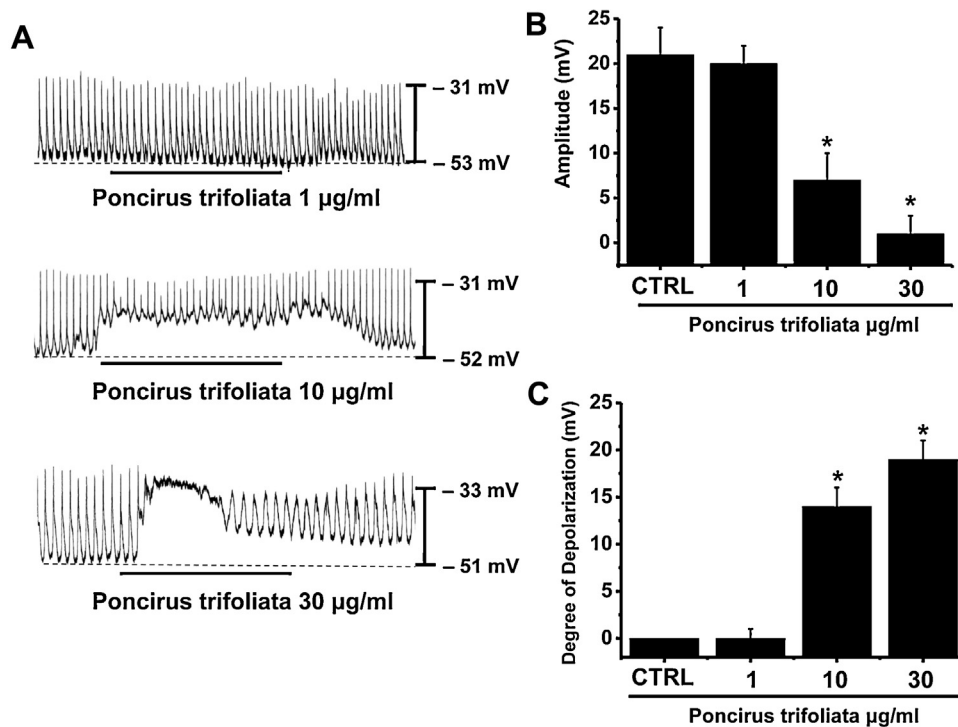 A
– 31 mV
– 53 mV
Poncirus trifoliata 1 µg/ml
– 31 mV
– 52 mV
Poncirus trifoliata 10 µg/ml
– 33 mV
– 51 mV
Poncirus trifoliata 30 µg/ml
B
Amplitude (mV)
25
20
15
10
5
0
*
*
CTRL 1 10 30
Poncirus trifoliata µg/ml
C
Degree of Depolarization (mV)
25
20
15
10
5
0
*
*
CTRL 1 10 30
Poncirus trifoliata µg/ml